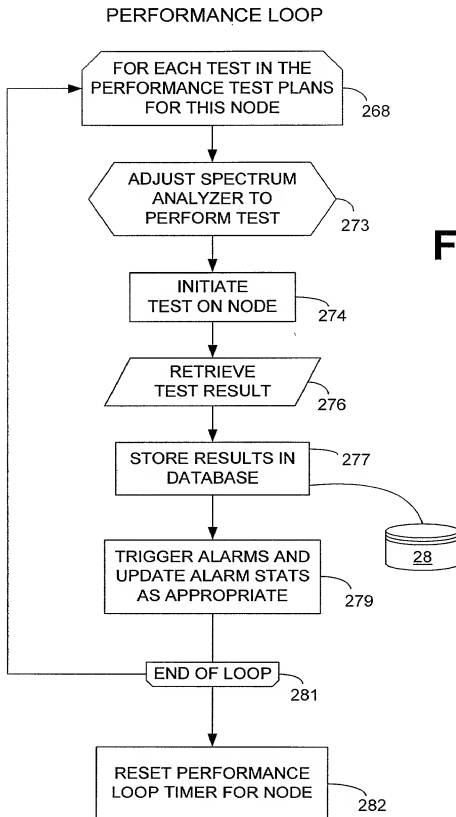 PERFORMANCE LOOP
FOR EACH TEST IN THE
PERFORMANCE TEST PLANS
FOR THIS NODE
268
ADJUST SPECTRUM
ANALYZER TO
PERFORM TEST
273
F
INITIATE
TEST ON NODE
274
RETRIEVE
TEST RESULT
276
STORE RESULTS IN
DATABASE
277
28
TRIGGER ALARMS AND
UPDATE ALARM STATS
AS APPROPRIATE
279
END OF LOOP
281
RESET PERFORMANCE
LOOP TIMER FOR NODE
282